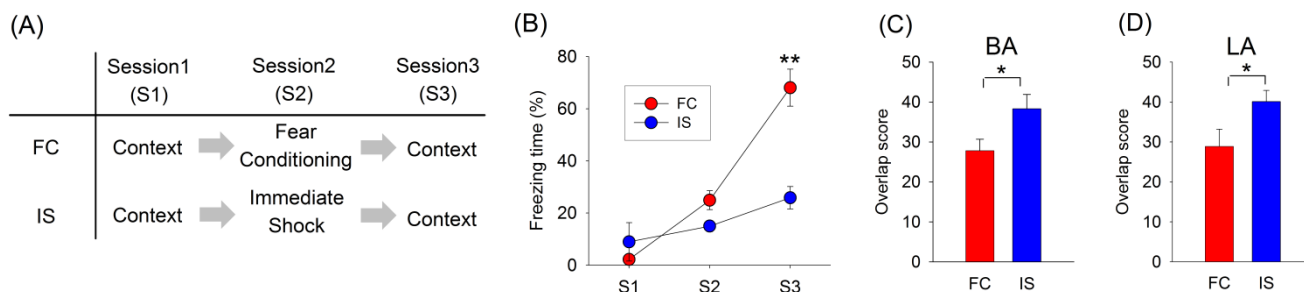 (A)
Session1 Session2 Session3
(S1) (S2) (S3)
FC Context Fear Conditioning Context
IS Context Immediate Shock Context
(B)
Freezing time (%)
80
60
40
20
0
**
FC
IS
S1 S2 S3
(C)
BA
*
Overlap score
50
40
30
20
10
0
FC IS
(D)
LA
*
Overlap score
50
40
30
20
10
0
FC IS